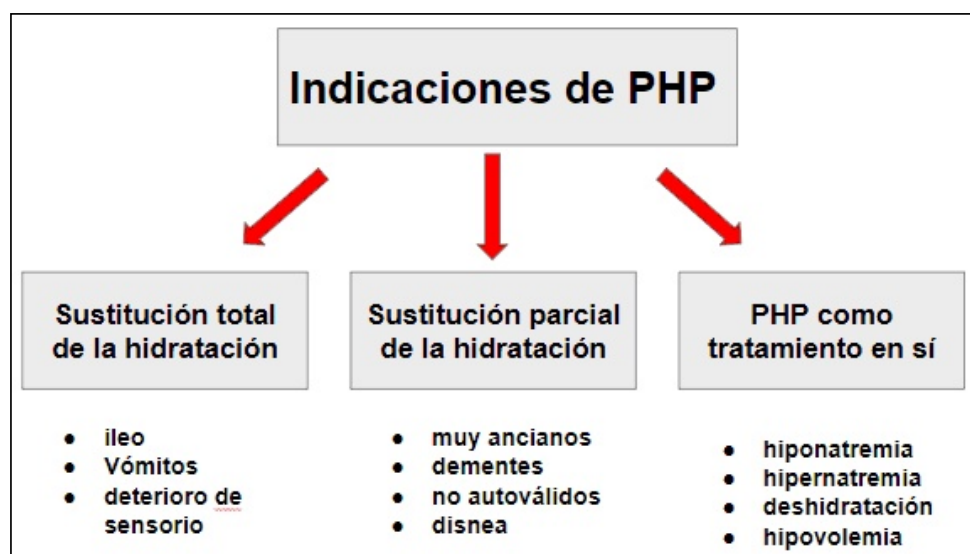 Indicaciones de PHP
Sustitución total
de la hidratación
● ileo
● Vómitos
● deterioro de
sensorio
Sustitución parcial
de la hidratación
● muy ancianos
● dementes
● no autoválidos
● disnea
PHP como
tratamiento en sí
● hiponatremia
● hipernatremia
● deshidratación
● hipovolemia